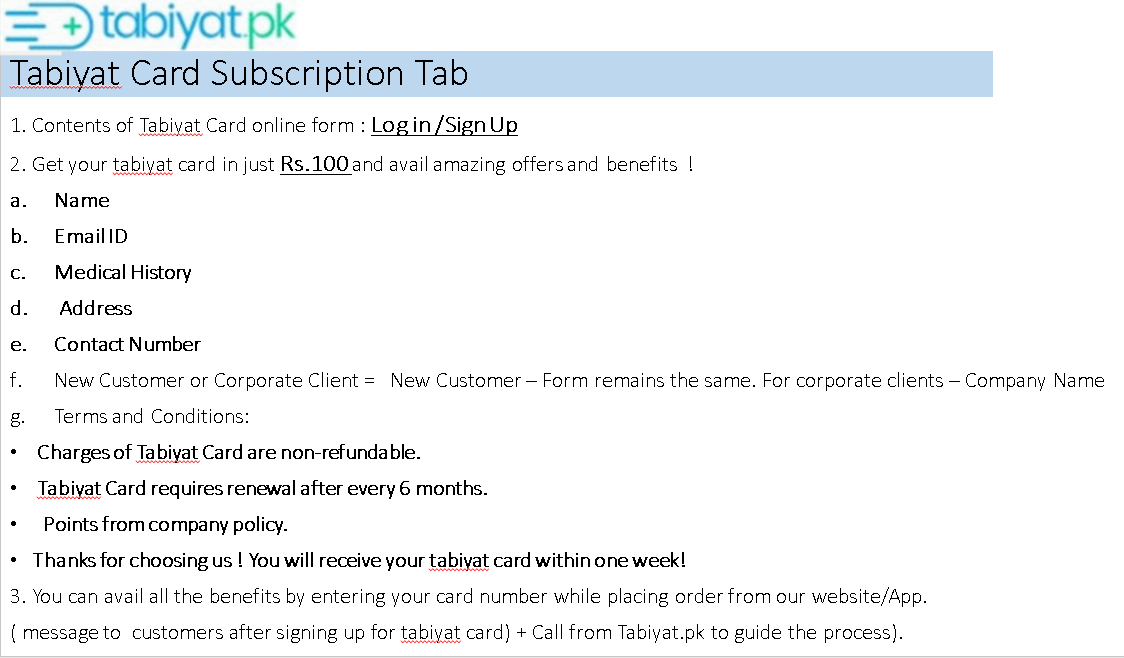 tabiyat.pk
Tabiyat Card Subscription Tab
1. Contents of Tabiyat Card online form : Log in /Sign Up
2. Get your tabiyat card in just Rs.100 and avail amazing offers and benefits !
a. Name
b. Email ID
c. Medical History
d. Address
e. Contact Number
f. New Customer or Corporate Client = New Customer – Form remains the same. For corporate clients – Company Name
g. Terms and Conditions:
• Charges of Tabiyat Card are non-refundable.
• Tabiyat Card requires renewal after every 6 months.
• Points from company policy.
• Thanks for choosing us ! You will receive your tabiyat card within one week!
3. You can avail all the benefits by entering your card number while placing order from our website/App.
( message to customers after signing up for tabiyat card) + Call from Tabiyat.pk to guide the process).